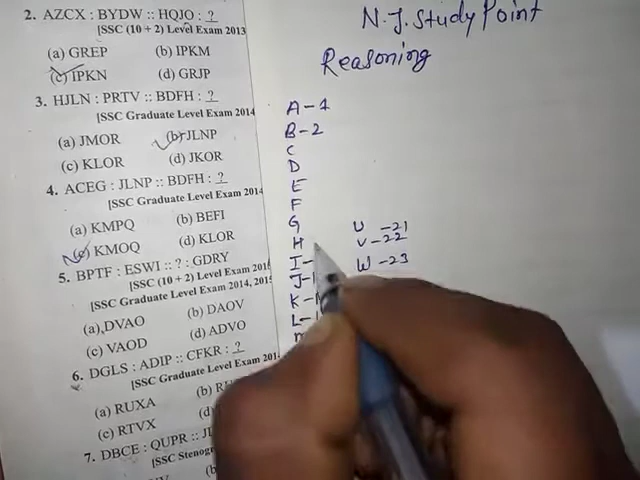 2. AZCX : BYDW :: HQJO : ?
[SSC (10 + 2) Level Exam 2013
(a) GREP (b) IPKM
(c) IPKN (d) GRJP
3. HJLN : PRTV :: BDFH : ?
[SSC Graduate Level Exam 2014
(a) JMOR (b) JLNP
(c) KLOR (d) JKOR
4. ACEG : JLNP :: BDFH : ?
[SSC Graduate Level Exam 2014
(a) KMPQ (b) BEFI
(c) KMOQ (d) KLOR
5. BPTF : ESWI :: ? : GDRY
[SSC (10 + 2) Level Exam 201
SSC Graduate Level Exam 2014, 201
(a) DVAO (b) DAOV
(c) VAOD (d) ADVO
6. DGLS : ADIP :: CFKR : ?
[SSC Graduate Level Exam 201
(a) RUXA (b)
(c) RTVX (d)
7. DBCE : QUPR ::
[SSC Stenogr
N.J. Study Point
Reasoning
A - 1
B - 2
C
D
E
F
G
H
I -
J -
K -
L -
M
U - 21
V - 22
W - 23